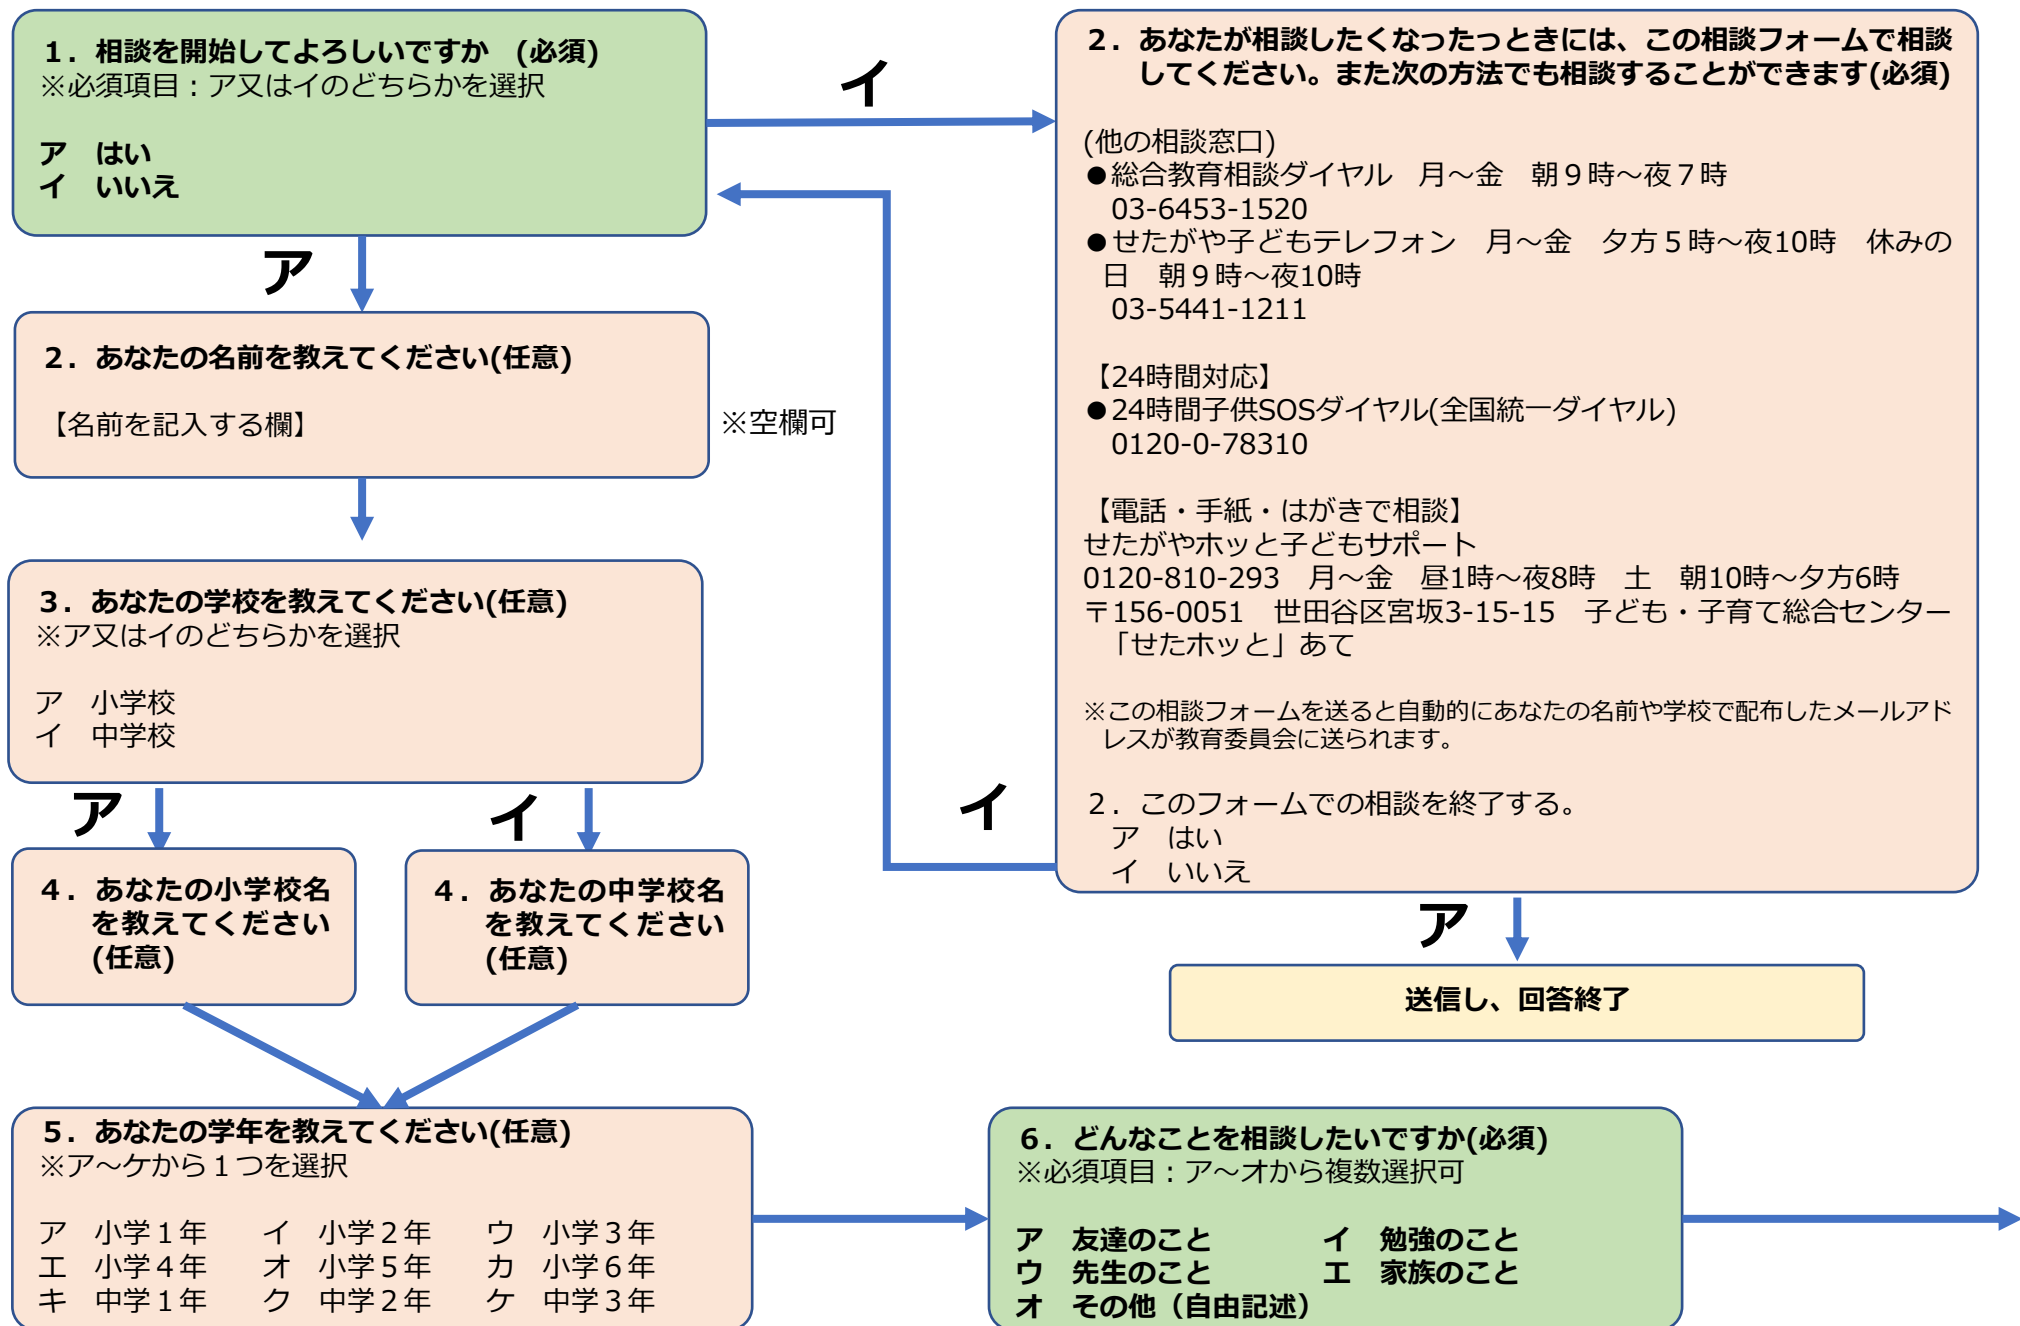 １．相談を開始してよろしいですか　(必須)
※必須項目：ア又はイのどちらかを選択
ア　はい
イ　いいえ
イ
２．あなたが相談したくなったっときには、この相談フォームで相談
してください。また次の方法でも相談することができます(必須)
(他の相談窓口)
●総合教育相談ダイヤル　月～金　朝９時～夜７時
03-6453-1520
●せたがや子どもテレフォン　月～金　夕方５時～夜10時　休みの
日　朝９時～夜10時
03-5441-1211
【24時間対応】
●24時間子供SOSダイヤル(全国統一ダイヤル)
0120-0-78310
【電話・手紙・はがきで相談】
せたがやホッと子どもサポート
0120-810-293　月～金　昼1時～夜8時　土　朝10時～夕方6時
〒156-0051　世田谷区宮坂3-15-15　子ども・子育て総合センター
「せたホッと」あて
※この相談フォームを送ると自動的にあなたの名前や学校で配布したメールアド
レスが教育委員会に送られます。
２．このフォームでの相談を終了する。
ア　はい
イ　いいえ
イ
ア
送信し、回答終了
ア
２．あなたの名前を教えてください(任意)
【名前を記入する欄】
※空欄可
３．あなたの学校を教えてください(任意)
※ア又はイのどちらかを選択
ア　小学校
イ　中学校
ア
イ
４．あなたの小学校名
を教えてください
(任意)
４．あなたの中学校名
を教えてください
(任意)
５．あなたの学年を教えてください(任意)
※ア～ケから１つを選択
ア　小学１年　イ　小学２年　ウ　小学３年
エ　小学４年　オ　小学５年　カ　小学６年
キ　中学１年　ク　中学２年　ケ　中学３年
６．どんなことを相談したいですか(必須)
※必須項目：ア～オから複数選択可
ア　友達のこと　イ　勉強のこと
ウ　先生のこと　エ　家族のこと
オ　その他（自由記述）